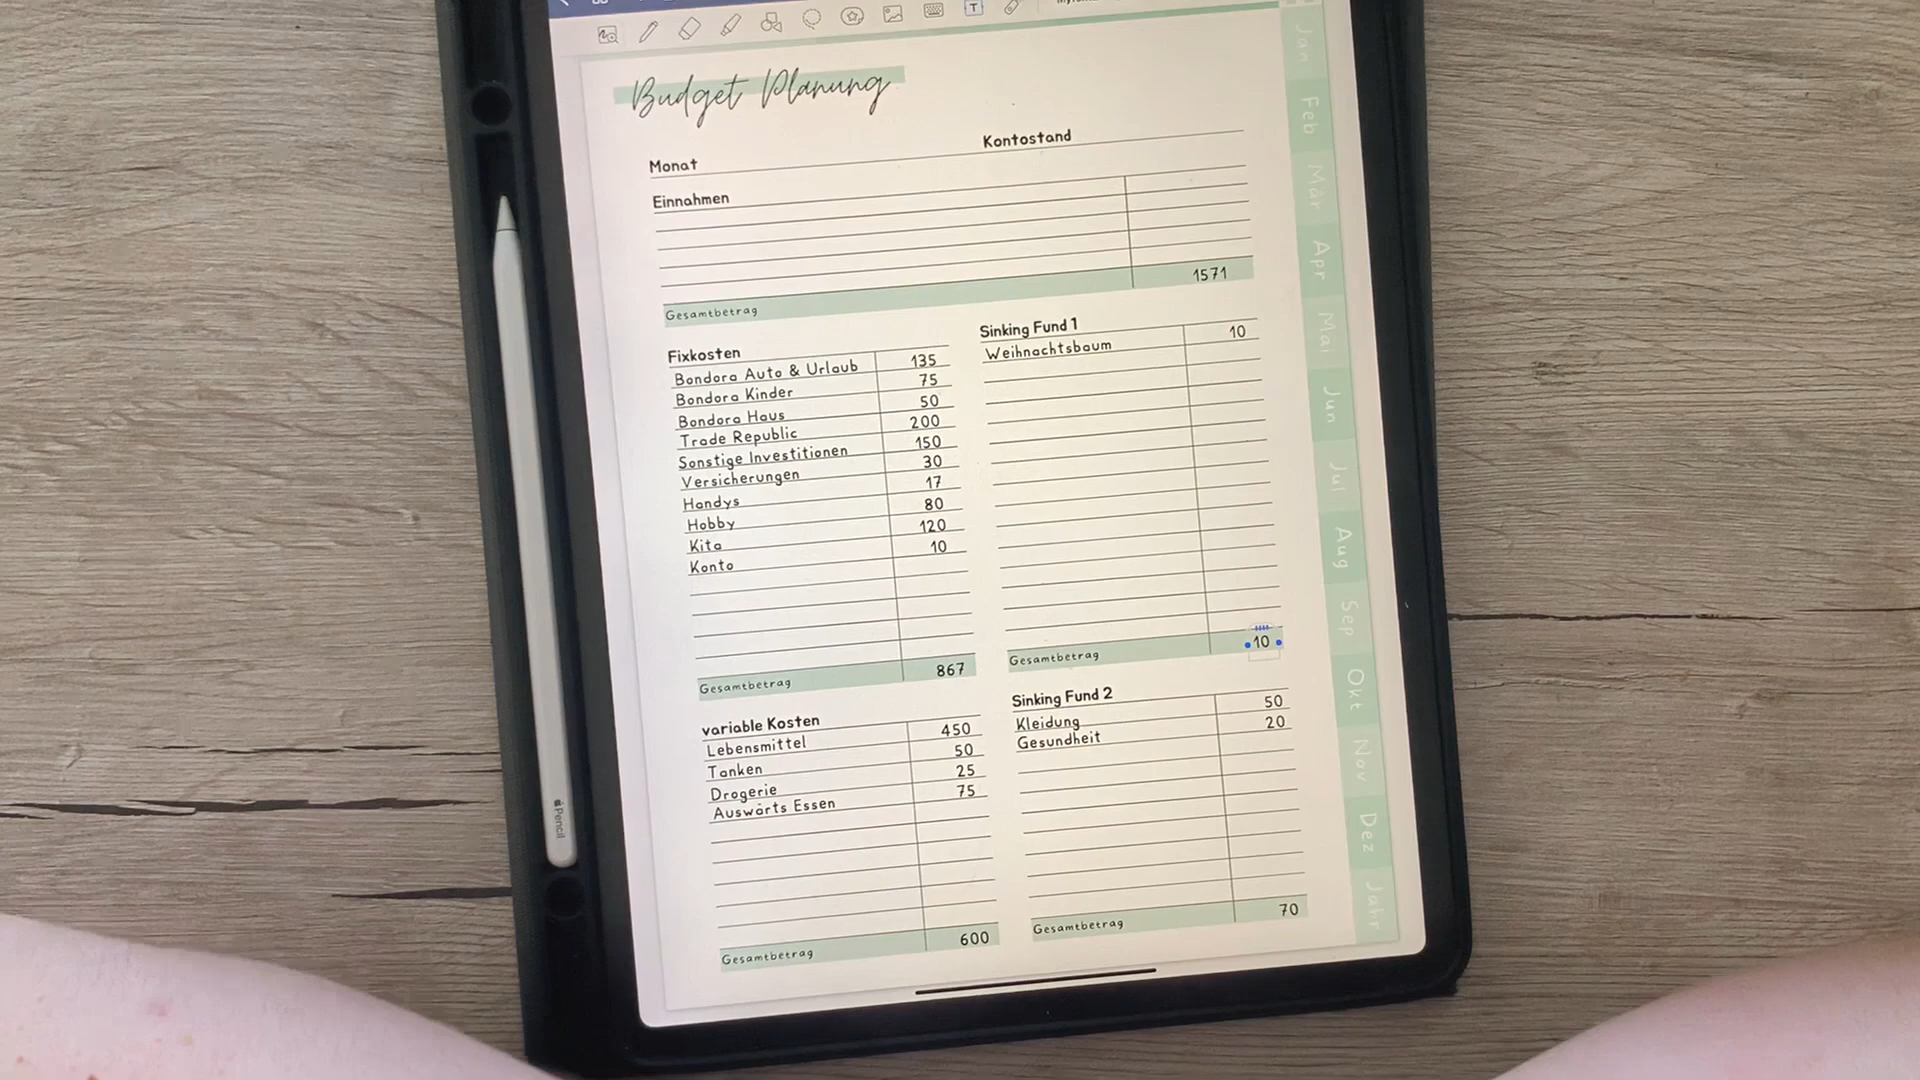 Budget Planung
Monat
Kontostand
Einnahmen
Gesamtbetrag 1571
Fixkosten
Bondora Auto & Urlaub 135
Bondora Kinder 75
Bondora Haus 50
Trade Republic 200
Sonstige Investitionen 150
Versicherungen 30
Handys 17
Hobby 80
Kita 120
Konto 10
Gesamtbetrag 867
variable Kosten
Lebensmittel 450
Tanken 50
Drogerie 25
Auswärts Essen 75
Gesamtbetrag 600
Sinking Fund 1
Weihnachtsbaum 10
Gesamtbetrag 10
Sinking Fund 2
Kleidung 50
Gesundheit 20
Gesamtbetrag 70
Jan
Feb
Mär
Apr
Mai
Jun
Jul
Aug
Sep
Okt
Nov
Dez
Jahr
Pencil
T